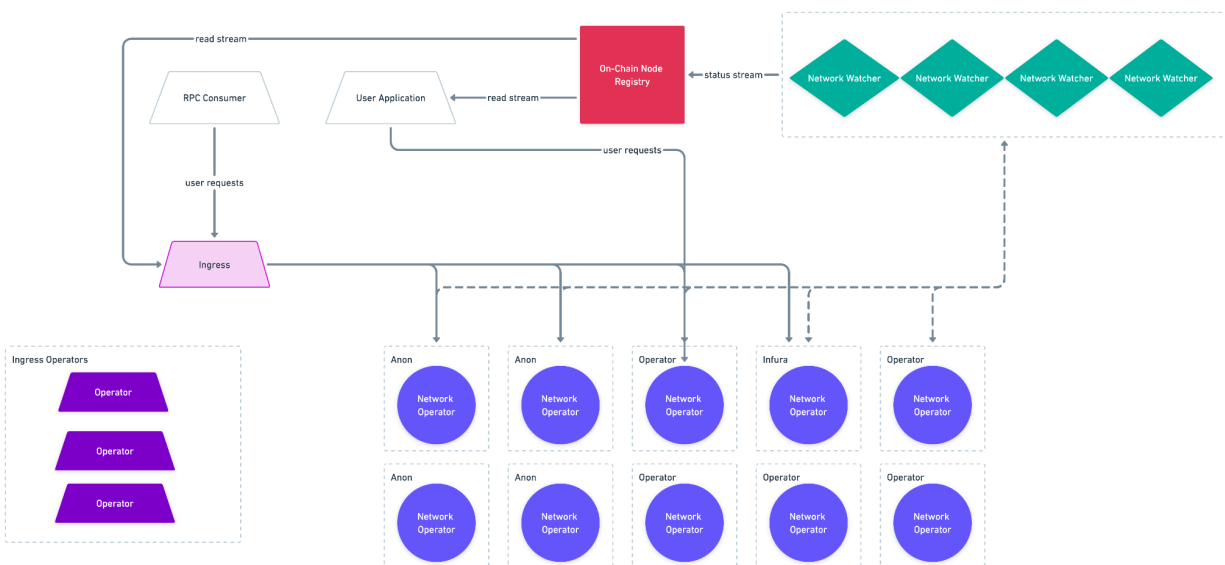 read stream
On-Chain Node
Registry
status stream
Network Watcher
Network Watcher
Network Watcher
Network Watcher
RPC Consumer
User Application
read stream
user requests
user requests
Ingress
Ingress Operators
Operator
Operator
Operator
Anon
Network
Operator
Anon
Network
Operator
Operator
Network
Operator
Infura
Network
Operator
Operator
Network
Operator
Anon
Network
Operator
Anon
Network
Operator
Operator
Network
Operator
Operator
Network
Operator
Operator
Network
Operator